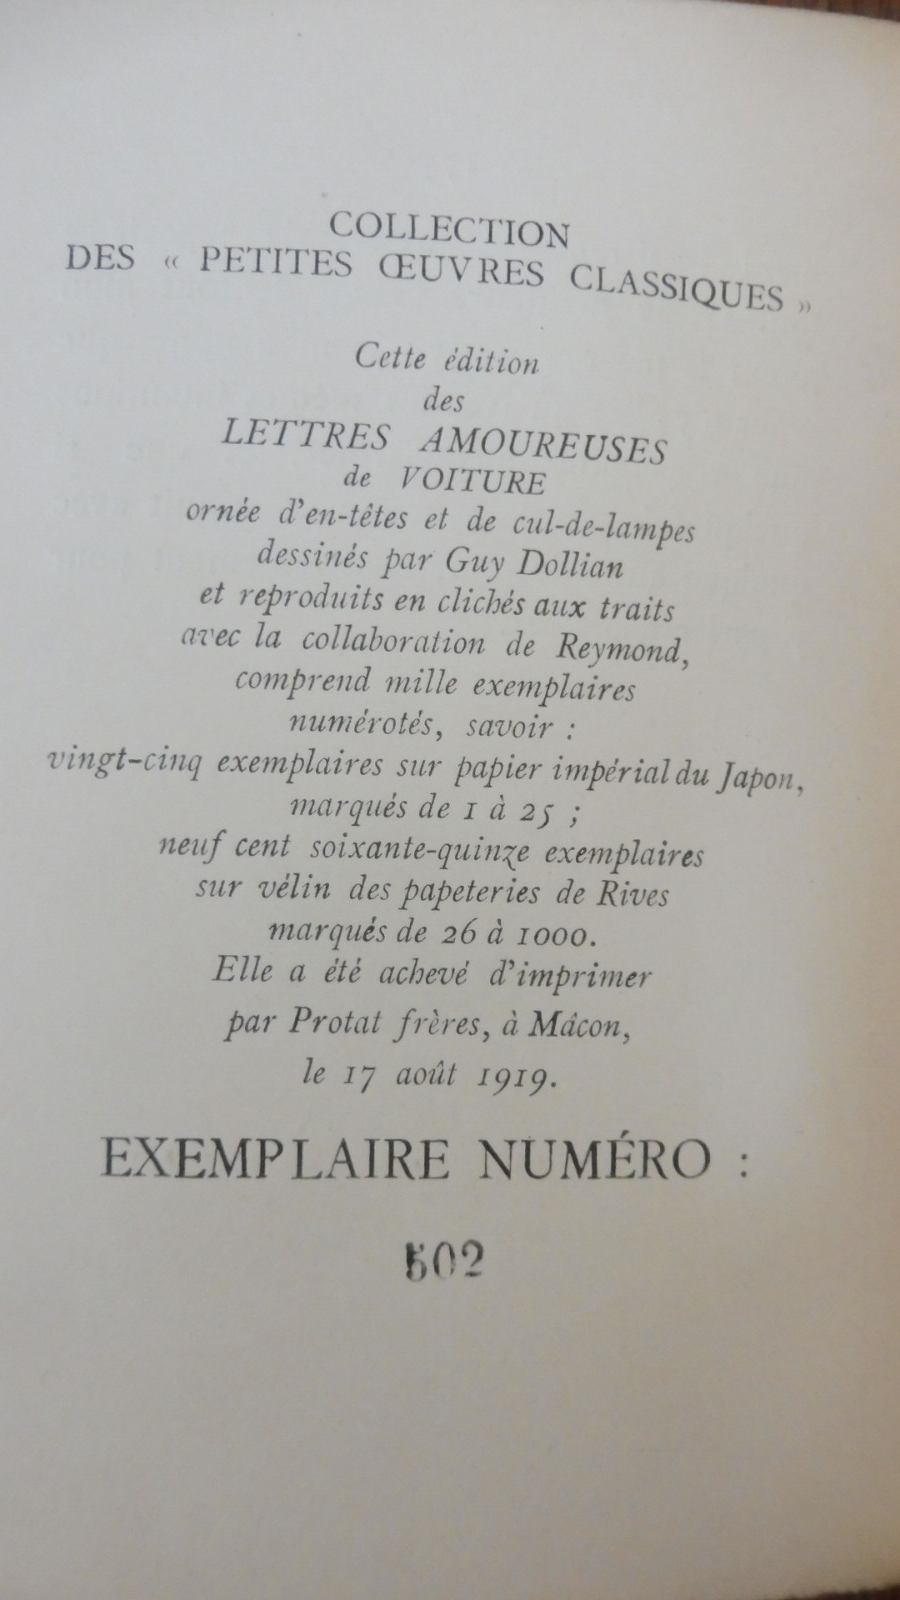 COLLECTION
DES « PETITES ŒUVRES CLASSIQUES »
Cette édition
des
LETTRES AMOUREUSES
de VOITURE
ornée d'en-têtes et de cul-de-lampes
dessinés par Guy Dollian
et reproduits en clichés aux traits
avec la collaboration de Reymond,
comprend mille exemplaires
numérotés, savoir :
vingt-cinq exemplaires sur papier impérial du Japon,
marqués de 1 à 25 ;
neuf cent soixante-quinze exemplaires
sur vélin des papeteries de Rives
marqués de 26 à 1000.
Elle a été achevé d'imprimer
par Protat frères, à Mâcon,
le 17 août 1919.
EXEMPLAIRE NUMÉRO :
502